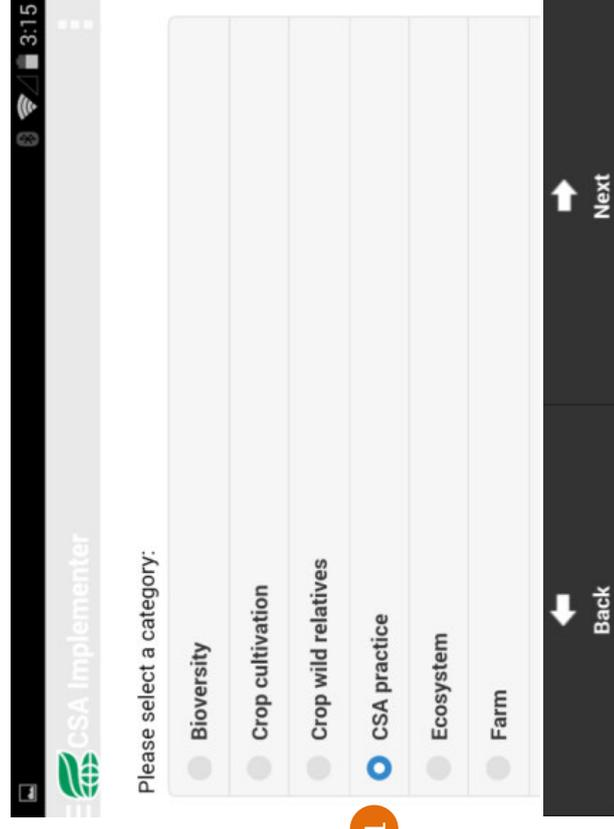 3:15
CSA Implementer
Please select a category:
Bioversity
Crop cultivation
Crop wild relatives
CSA practice
Ecosystem
Farm
Back
Next
1